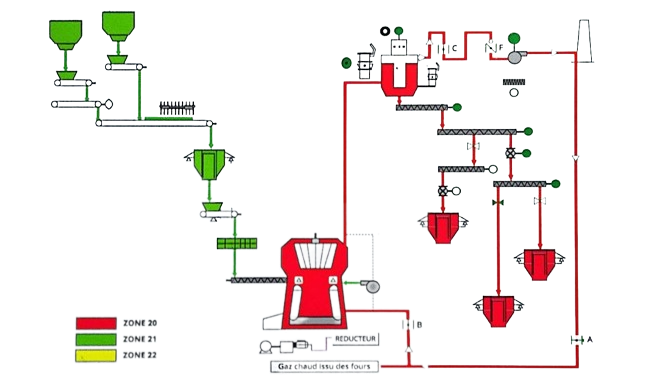 C
F
B
A
REDUCTEUR
Gaz chaud issu des fours
ZONE 20
ZONE 21
ZONE 22